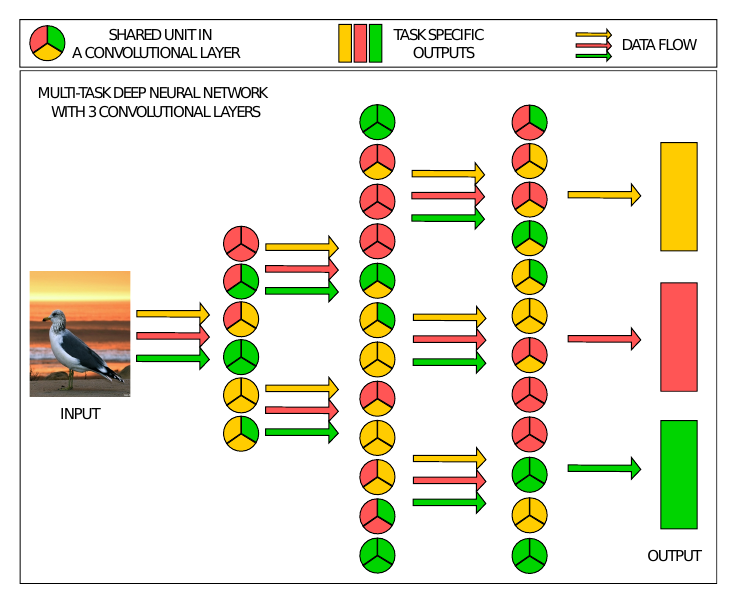 SHARED UNIT IN
A CONVOLUTIONAL LAYER
TASK SPECIFIC
OUTPUTS
DATA FLOW
MULTI-TASK DEEP NEURAL NETWORK
WITH 3 CONVOLUTIONAL LAYERS
INPUT
OUTPUT